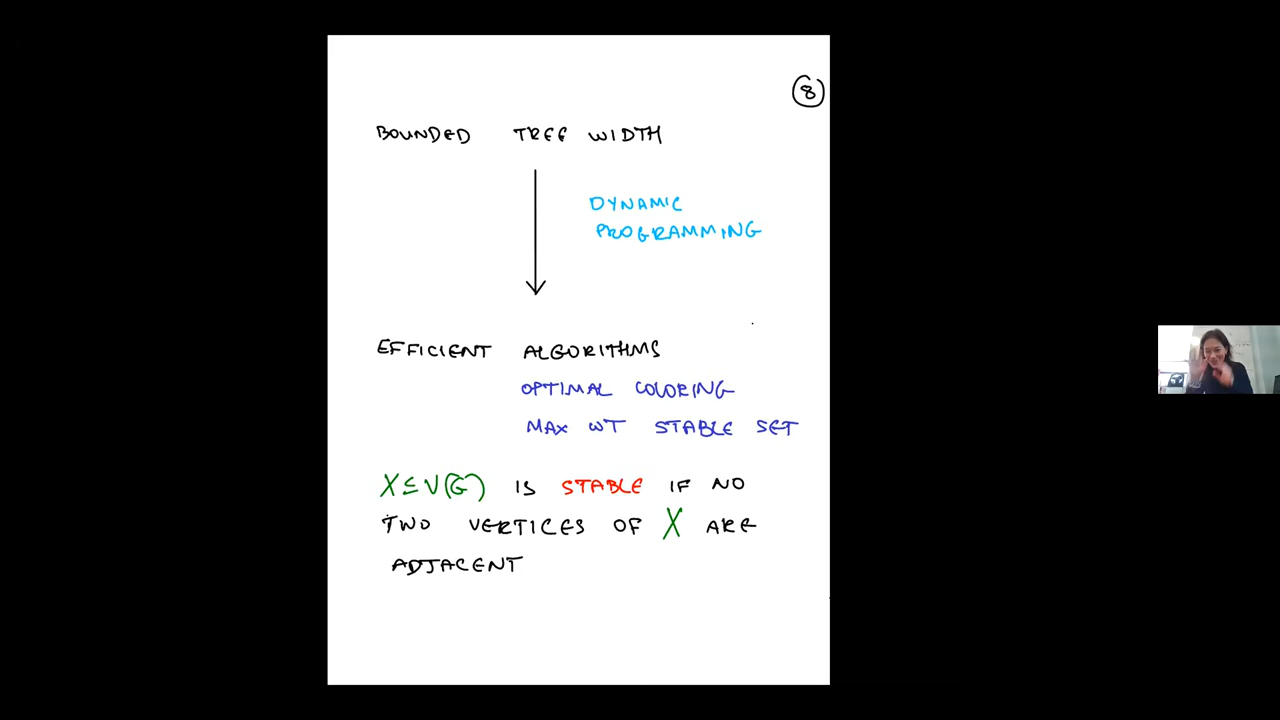 8
BOUNDED TREE WIDTH
DYNAMIC
PROGRAMMING
EFFICIENT ALGORITHMS
OPTIMAL COLORING
MAX WT STABLE SET
X⊆V(G) IS STABLE IF NO
TWO VERTICES OF X ARE
ADJACENT